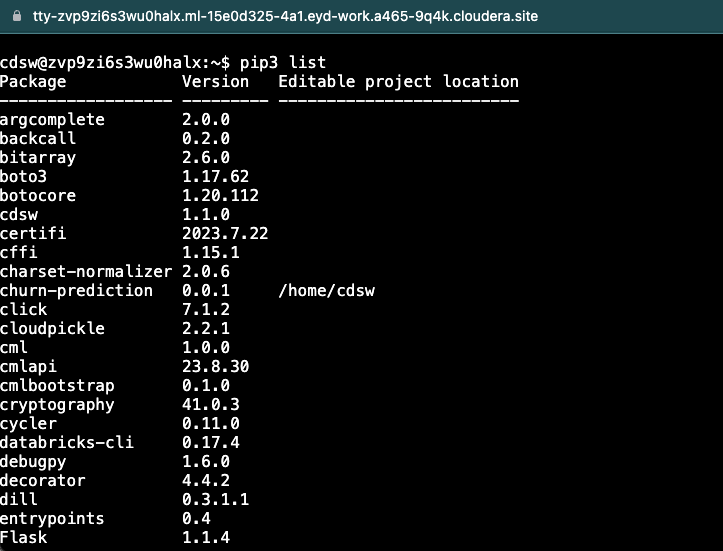 tty-zvp9zi6s3wu0halx.ml-15e0d325-4a1.eyd-work.a465-9q4k.cloudera.site
cdsw@zvp9zi6s3wu0halx:~$ pip3 list
Package            Version   Editable project location
------------------ --------- -------------------------
argcomplete        2.0.0
backcall           0.2.0
bitarray           2.6.0
boto3              1.17.62
botocore           1.20.112
cdsw               1.1.0
certifi            2023.7.22
cffi               1.15.1
charset-normalizer 2.0.6
churn-prediction   0.0.1     /home/cdsw
click              7.1.2
cloudpickle        2.2.1
cml                1.0.0
cmlapi             23.8.30
cmlbootstrap       0.1.0
cryptography       41.0.3
cycler             0.11.0
databricks-cli     0.17.4
debugpy            1.6.0
decorator          4.4.2
dill               0.3.1.1
entrypoints        0.4
Flask              1.1.4